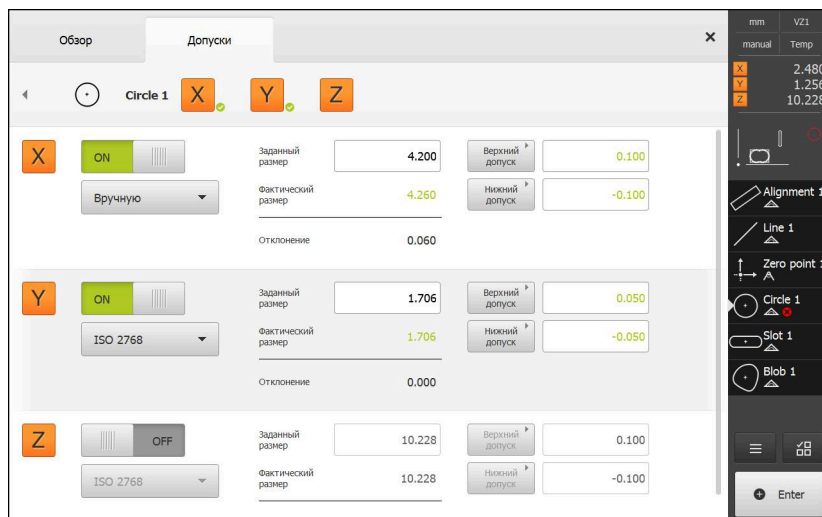 Обзор
Допуски
×
mm VZ1
manual Temp
Circle 1 X Y Z
X 2.480
Y 1.256
Z 10.228
X
ON
Вручную
Заданный
размер
4.200
Верхний
допуск
0.100
Фактический
размер
4.260
Нижний
допуск
-0.100
Отклонение
0.060
Y
ON
ISO 2768
Заданный
размер
1.706
Верхний
допуск
0.050
Фактический
размер
1.706
Нижний
допуск
-0.050
Отклонение
0.000
Z
OFF
ISO 2768
Заданный
размер
10.228
Верхний
допуск
0.100
Фактический
размер
10.228
Нижний
допуск
-0.100
Alignment 1
Line 1
Zero point 1
Circle 1
Slot 1
Blob 1
Enter